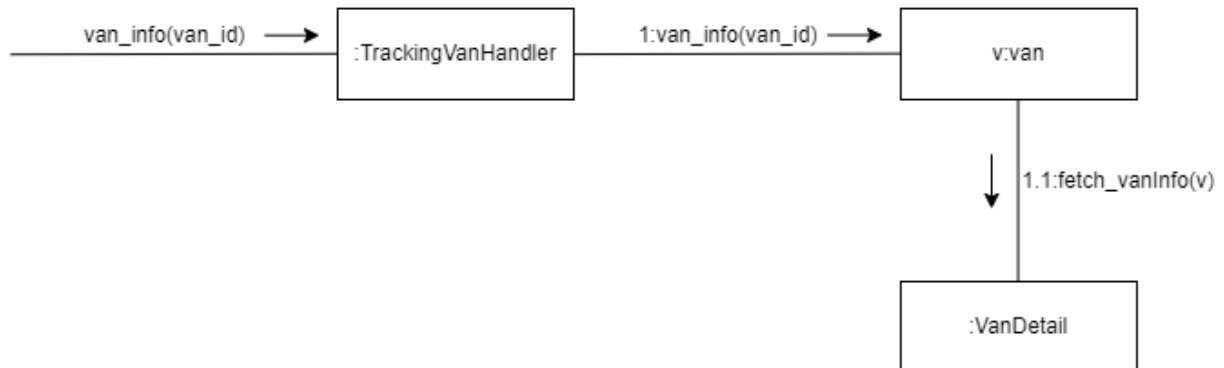 van_info(van_id)
:TrackingVanHandler
1:van_info(van_id)
v:van
1.1:fetch_vanInfo(v)
:VanDetail